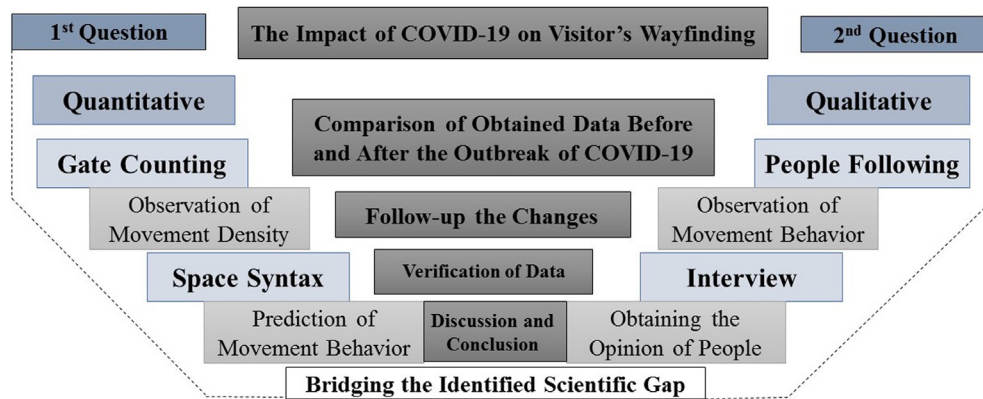 1st Question
The Impact of COVID-19 on Visitor's Wayfinding
2nd Question
Quantitative
Comparison of Obtained Data Before
and After the Outbreak of COVID-19
Qualitative
Gate Counting
People Following
Observation of
Movement Density
Follow-up the Changes
Observation of
Movement Behavior
Space Syntax
Verification of Data
Interview
Prediction of
Movement Behavior
Discussion and
Conclusion
Obtaining the
Opinion of People
Bridging the Identified Scientific Gap